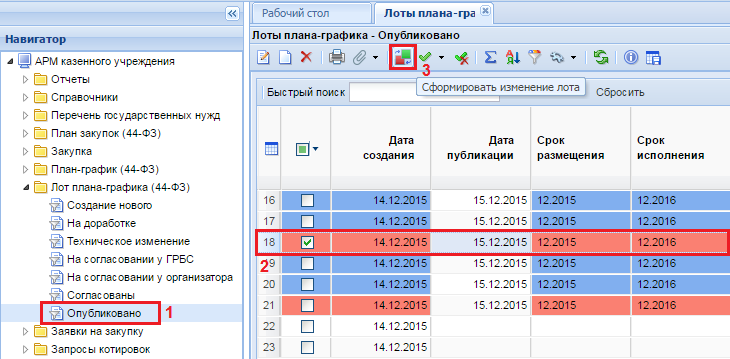 Навигатор
АРМ казенного учреждения
Отчеты
Справочники
Перечень государственных нужд
План закупок (44-ФЗ)
Закупка
План-график (44-ФЗ)
Лот плана-графика (44-ФЗ)
Создание нового
На доработке
Техническое изменение
На согласовании у ГРБС
На согласовании у организатора
Согласованы
Опубликовано 1
Заявки на закупку
Запросы котировок
Рабочий стол Лоты плана-гра
Лоты плана-графика - Опубликовано
3
Сформировать изменение лота
Быстрый поиск Сбросить
Дата создания Дата публикации Срок размещения Срок исполнения
16 14.12.2015 15.12.2015 12.2015 12.2016
17 14.12.2015 15.12.2015 12.2015 12.2016
18 14.12.2015 15.12.2015 12.2015 12.2016
2
19 14.12.2015 15.12.2015 12.2015 12.2016
20 14.12.2015 15.12.2015 12.2015 12.2016
21 14.12.2015 15.12.2015 12.2015 12.2016
22 14.12.2015
23 14.12.2015